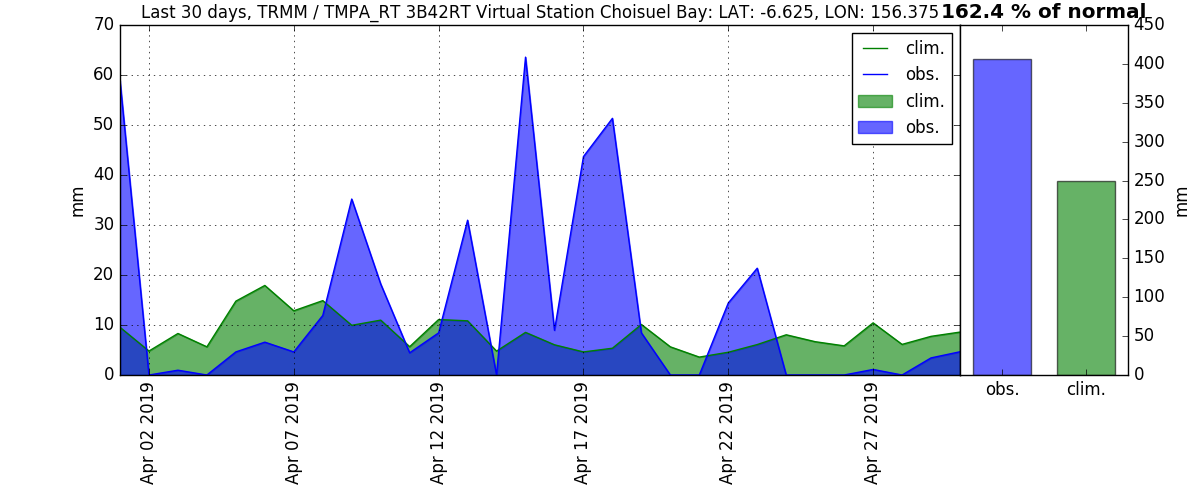 Last 30 days, TRMM / TMPA_RT 3B42RT Virtual Station Choisuel Bay: LAT: -6.625, LON: 156.375
162.4 % of normal
70
60
50
40
30
20
10
0
mm
clim.
obs.
clim.
obs.
Apr 02 2019
Apr 07 2019
Apr 12 2019
Apr 17 2019
Apr 22 2019
Apr 27 2019
450
400
350
300
250
200
150
100
50
0
mm
obs.
clim.